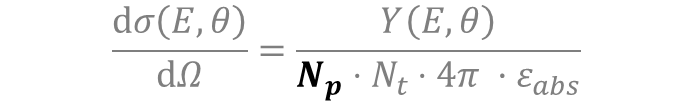 dσ(E, θ) / dΩ = Y(E, θ) / N_p · N_t · 4π · ε_abs